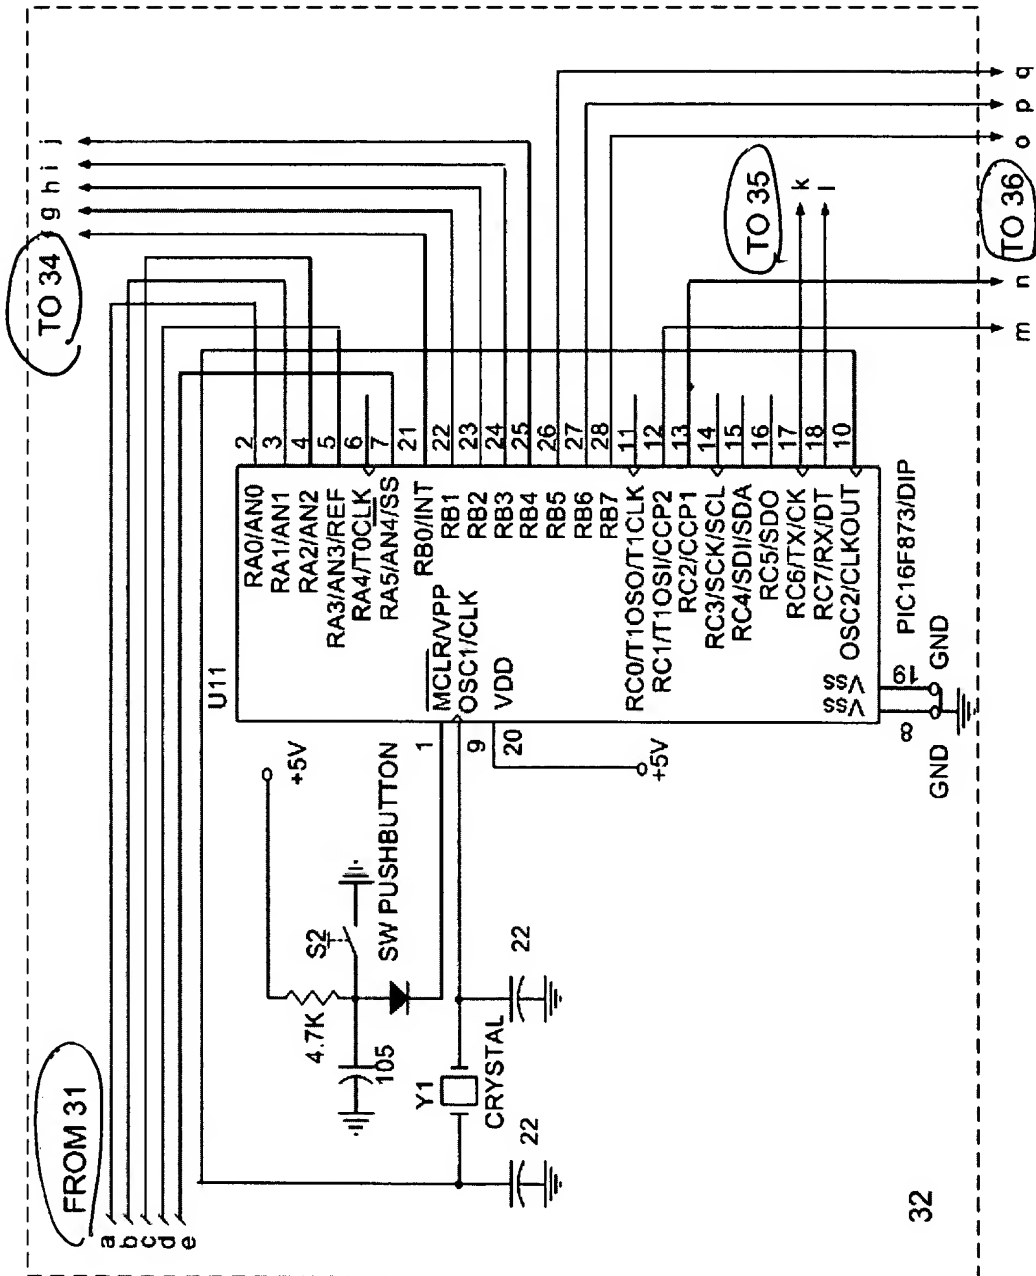 FROM 31
a
b
c
d
e
TO 34
g
h
i
j
TO 35
k
l
TO 36
m
n
o
p
q
U11
2
3
4
5
6
7
21
22
23
24
25
26
27
28
11
12
13
14
15
16
17
18
10
RA0/AN0
RA1/AN1
RA2/AN2
RA3/AN3/REF
RA4/T0CLK
RA5/AN4/SS
RB0/INT
RB1
RB2
RB3
RB4
RB5
RB6
RB7
RC0/T1OSO/T1CLK
RC1/T1OSI/CCP2
RC2/CCP1
RC3/SCK/SCL
RC4/SDI/SDA
RC5/SDO
RC6/TX/CK
RC7/RX/DT
OSC2/CLKOUT
MCLR/VPP
OSC1/CLK
VDD
1
9
20
Vss
Vss
8
19
GND
GND
PIC16F873/DIP
+5V
+5V
S2
SW PUSHBUTTON
4.7K
105
Y1
CRYSTAL
22
22
32